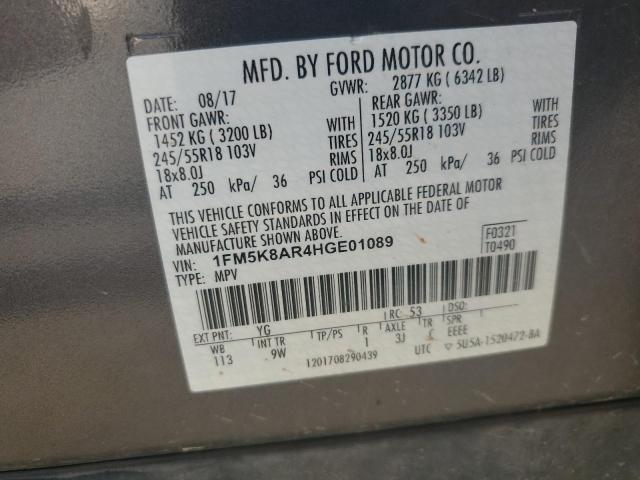 MFD. BY FORD MOTOR CO.
DATE: 08/17 GVWR: 2877 KG ( 6342 LB)
FRONT GAWR: REAR GAWR:
1452 KG ( 3200 LB) WITH 1520 KG ( 3350 LB) WITH
245/55R18 103V TIRES 245/55R18 103V TIRES
18x8.0J RIMS 18x8.0J RIMS
AT 250 kPa/ 36 PSI COLD AT 250 kPa/ 36 PSI COLD
THIS VEHICLE CONFORMS TO ALL APPLICABLE FEDERAL MOTOR
VEHICLE SAFETY STANDARDS IN EFFECT ON THE DATE OF
MANUFACTURE SHOWN ABOVE.
VIN: 1FM5K8AR4HGE01089 F0321
TYPE: MPV T0490
EXT PNT: YG RC: 53 DSO:
WB INT TR TP/PS R AXLE TR SPR
113 9W 1 3J C EEEE
1201708290439 UTC ▽ 5U5A-1520472-BA